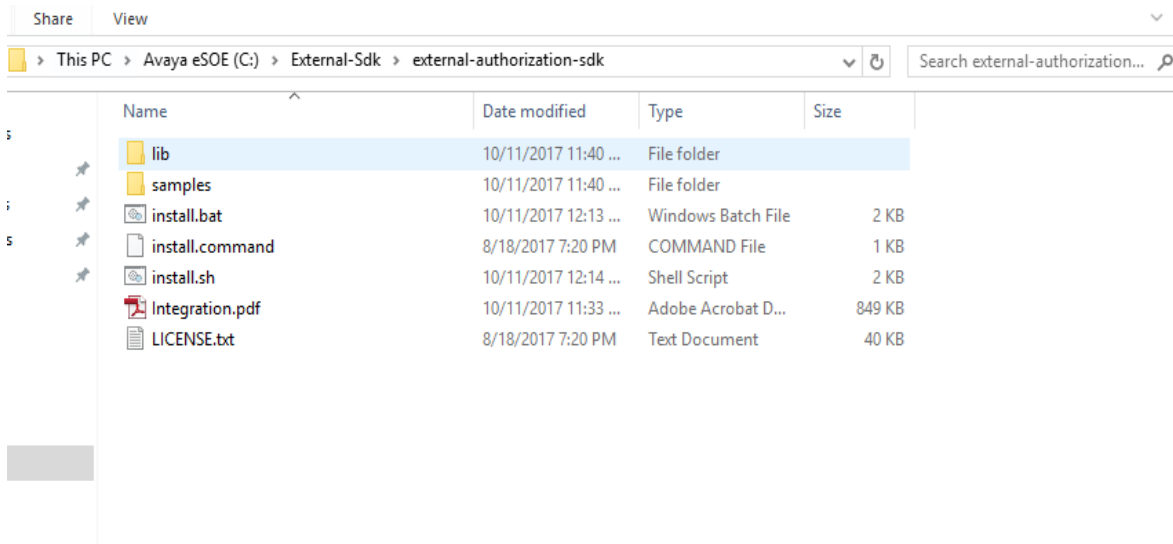 Share View
This PC > Avaya eSOE (C:) > External-Sdk > external-authorization-sdk Search external-authorization...
Name Date modified Type Size
lib 10/11/2017 11:40 ... File folder
samples 10/11/2017 11:40 ... File folder
install.bat 10/11/2017 12:13 ... Windows Batch File 2 KB
install.command 8/18/2017 7:20 PM COMMAND File 1 KB
install.sh 10/11/2017 12:14 ... Shell Script 2 KB
Integration.pdf 10/11/2017 11:33 ... Adobe Acrobat D... 849 KB
LICENSE.txt 8/18/2017 7:20 PM Text Document 40 KB